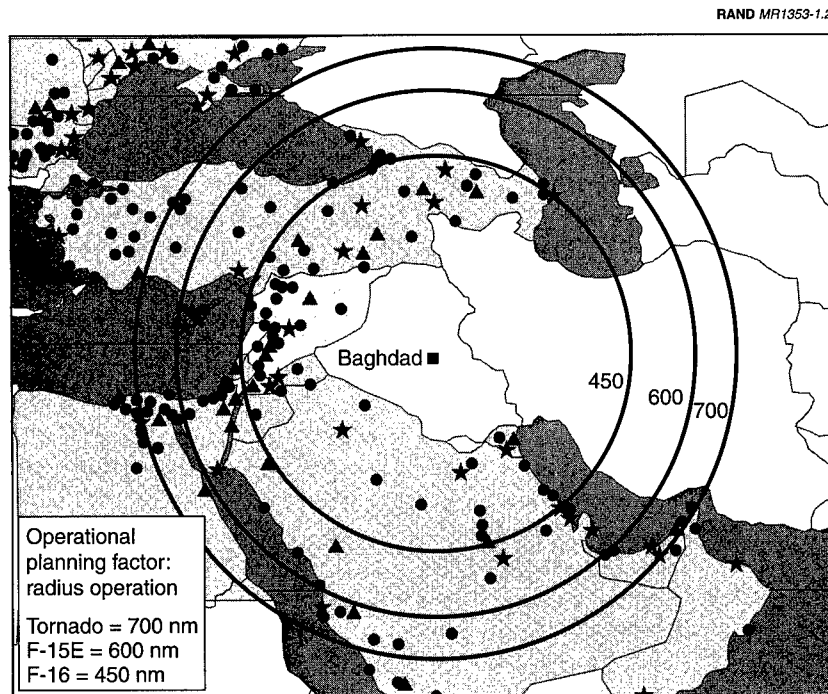 RAND MR1353-1.2
Baghdad
450
600
700
Operational
planning factor:
radius operation
Tornado = 700 nm
F-15E = 600 nm
F-16 = 450 nm